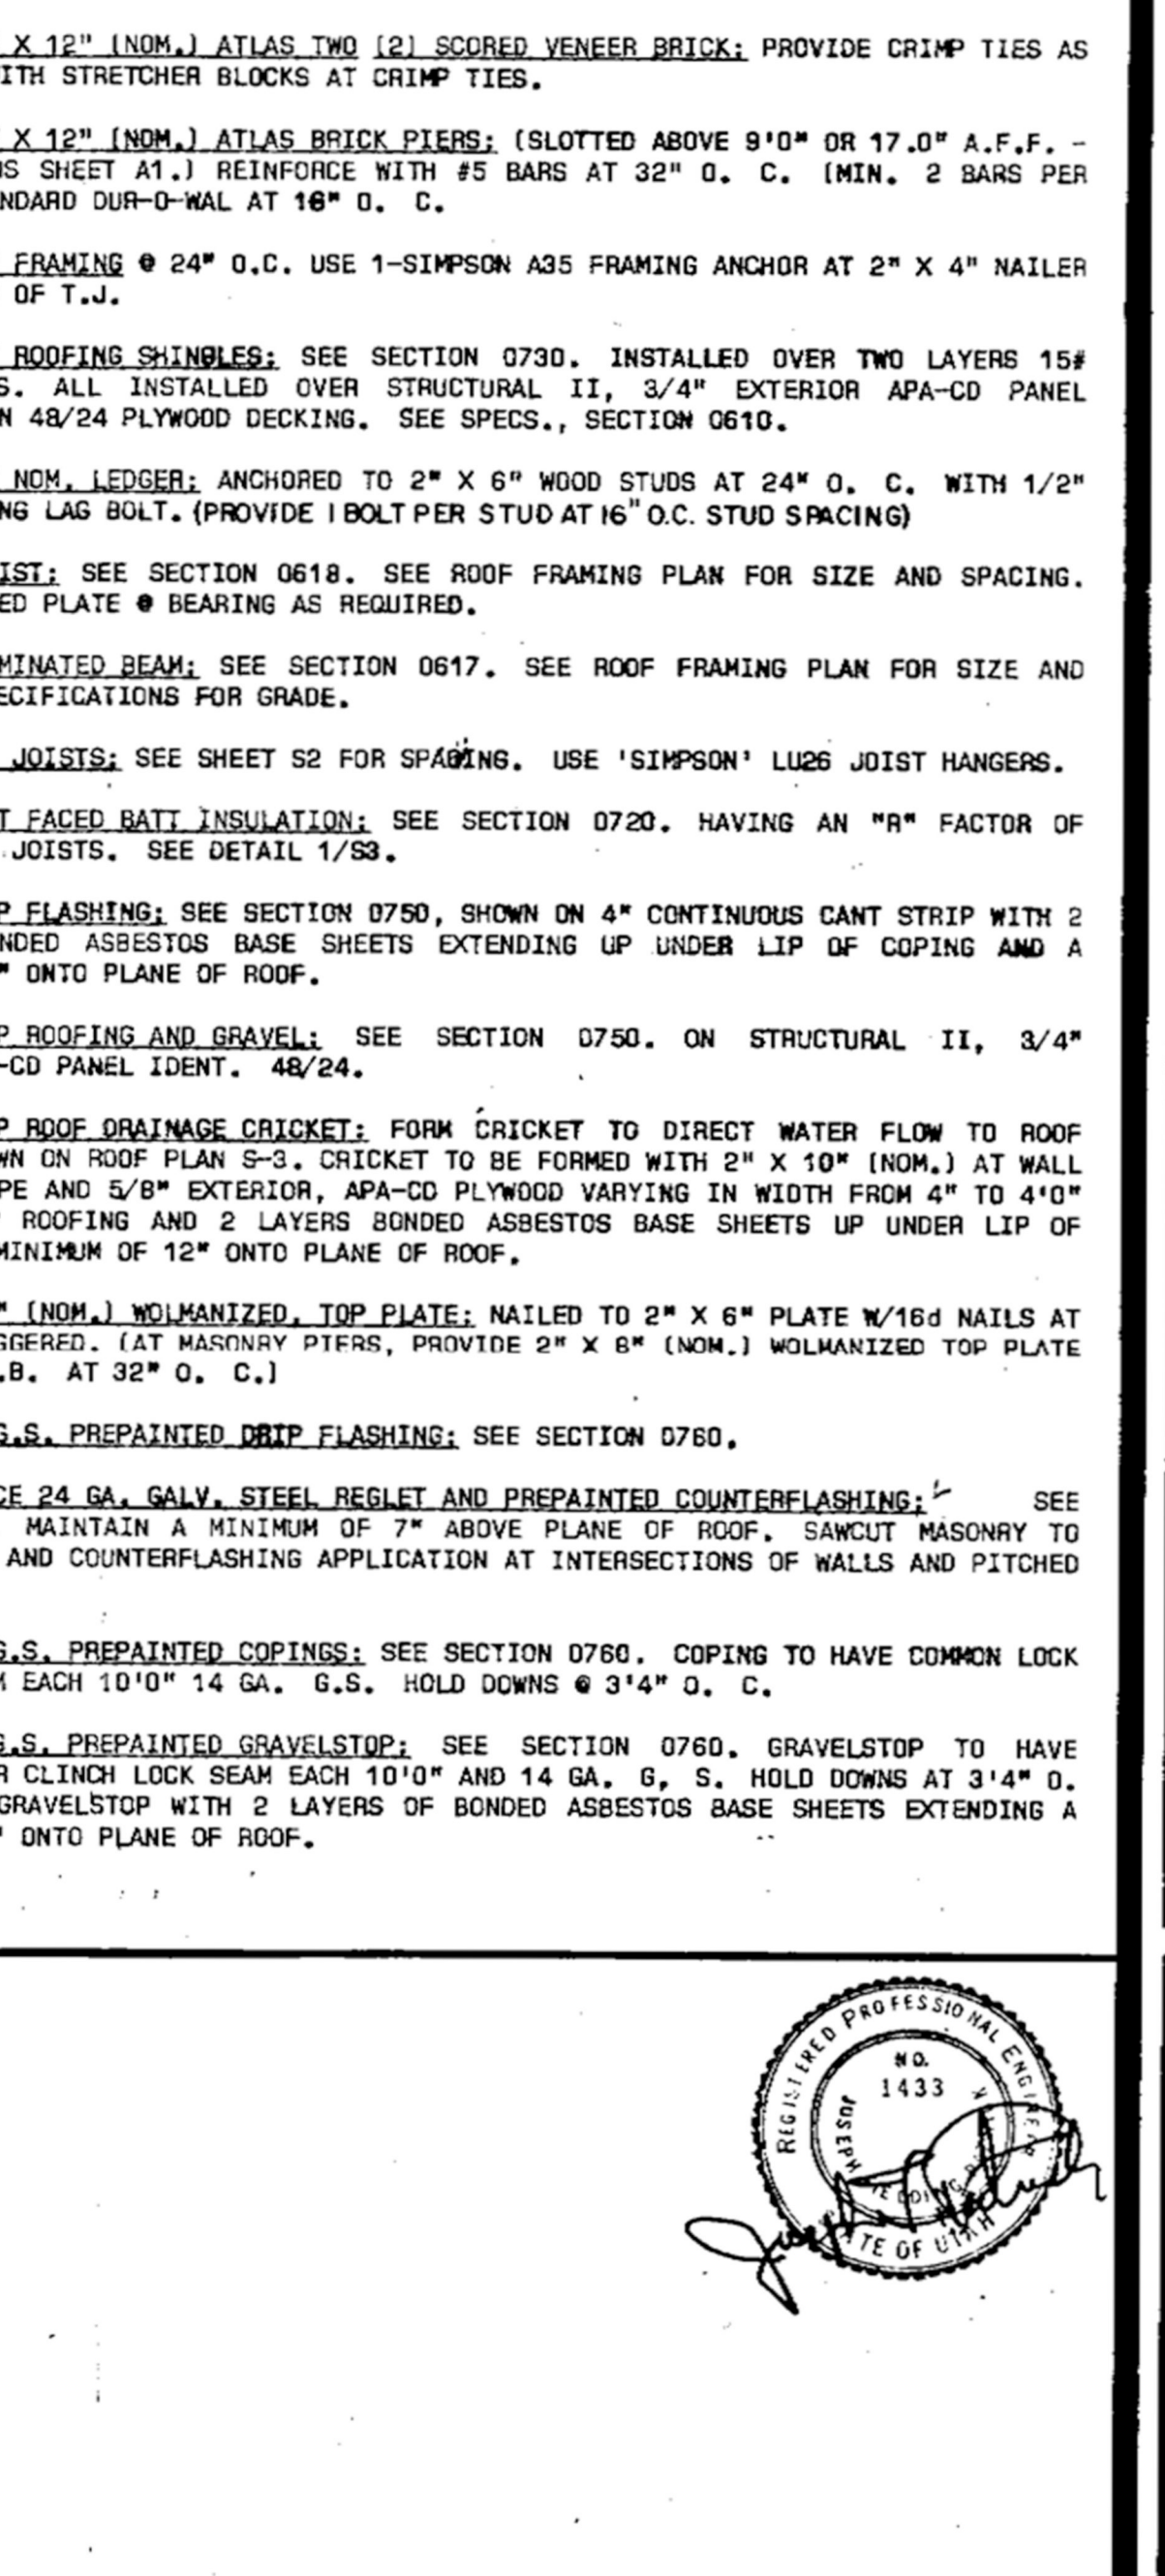 X 12" (NOM.) ATLAS TWO (2) SCORED VENEER BRICK: PROVIDE CRIMP TIES AS
ITH STRETCHER BLOCKS AT CRIMP TIES.
X 12" (NOM.) ATLAS BRICK PIERS: (SLOTTED ABOVE 9'0" OR 17.0" A.F.F. -
S SHEET A1.) REINFORCE WITH #5 BARS AT 32" O. C. (MIN. 2 BARS PER
NDARD DUR-O-WAL AT 16" O. C.
FRAMING @ 24" O.C. USE 1-SIMPSON A35 FRAMING ANCHOR AT 2" X 4" NAILER
OF T.J.
ROOFING SHINGLES: SEE SECTION 0730. INSTALLED OVER TWO LAYERS 15#
S. ALL INSTALLED OVER STRUCTURAL II, 3/4" EXTERIOR APA-CD PANEL
N 48/24 PLYWOOD DECKING. SEE SPECS., SECTION 0610.
NOM. LEDGER: ANCHORED TO 2" X 6" WOOD STUDS AT 24" O. C. WITH 1/2"
NG LAG BOLT. (PROVIDE 1 BOLT PER STUD AT 16" O.C. STUD SPACING)
IST: SEE SECTION 0618. SEE ROOF FRAMING PLAN FOR SIZE AND SPACING.
ED PLATE @ BEARING AS REQUIRED.
MINATED BEAM: SEE SECTION 0617. SEE ROOF FRAMING PLAN FOR SIZE AND
ECIFICATIONS FOR GRADE.
JOISTS: SEE SHEET S2 FOR SPACING. USE 'SIMPSON' LU26 JOIST HANGERS.
T FACED BATT INSULATION: SEE SECTION 0720. HAVING AN "R" FACTOR OF
JOISTS. SEE DETAIL 1/S3.
P FLASHING: SEE SECTION 0750, SHOWN ON 4" CONTINUOUS CANT STRIP WITH 2
NDED ASBESTOS BASE SHEETS EXTENDING UP UNDER LIP OF COPING AND A
" ONTO PLANE OF ROOF.
P ROOFING AND GRAVEL: SEE SECTION 0750. ON STRUCTURAL II, 3/4"
-CD PANEL IDENT. 48/24.
P ROOF DRAINAGE CRICKET: FORM CRICKET TO DIRECT WATER FLOW TO ROOF
WN ON ROOF PLAN S-3. CRICKET TO BE FORMED WITH 2" X 10" (NOM.) AT WALL
PE AND 5/8" EXTERIOR, APA-CD PLYWOOD VARYING IN WIDTH FROM 4" TO 4'0"
ROOFING AND 2 LAYERS BONDED ASBESTOS BASE SHEETS UP UNDER LIP OF
MINIMUM OF 12" ONTO PLANE OF ROOF.
" (NOM.) WOLMANIZED, TOP PLATE: NAILED TO 2" X 6" PLATE W/16d NAILS AT
GGERED. (AT MASONRY PIERS, PROVIDE 2" X 8" (NOM.) WOLMANIZED TOP PLATE
.B. AT 32" O. C.)
G.S. PREPAINTED DRIP FLASHING: SEE SECTION 0760.
CE 24 GA. GALV. STEEL REGLET AND PREPAINTED COUNTERFLASHING: SEE
MAINTAIN A MINIMUM OF 7" ABOVE PLANE OF ROOF. SAWCUT MASONRY TO
AND COUNTERFLASHING APPLICATION AT INTERSECTIONS OF WALLS AND PITCHED
G.S. PREPAINTED COPINGS: SEE SECTION 0760. COPING TO HAVE COMMON LOCK
EACH 10'0" 14 GA. G.S. HOLD DOWNS @ 3'4" O. C.
G.S. PREPAINTED GRAVELSTOP: SEE SECTION 0760. GRAVELSTOP TO HAVE
R CLINCH LOCK SEAM EACH 10'0" AND 14 GA. G, S. HOLD DOWNS AT 3'4" O.
GRAVELSTOP WITH 2 LAYERS OF BONDED ASBESTOS BASE SHEETS EXTENDING A
" ONTO PLANE OF ROOF.
REGISTERED PROFESSIONAL ENGINEER
NO.
1433
JOSEPH
STATE OF UTAH